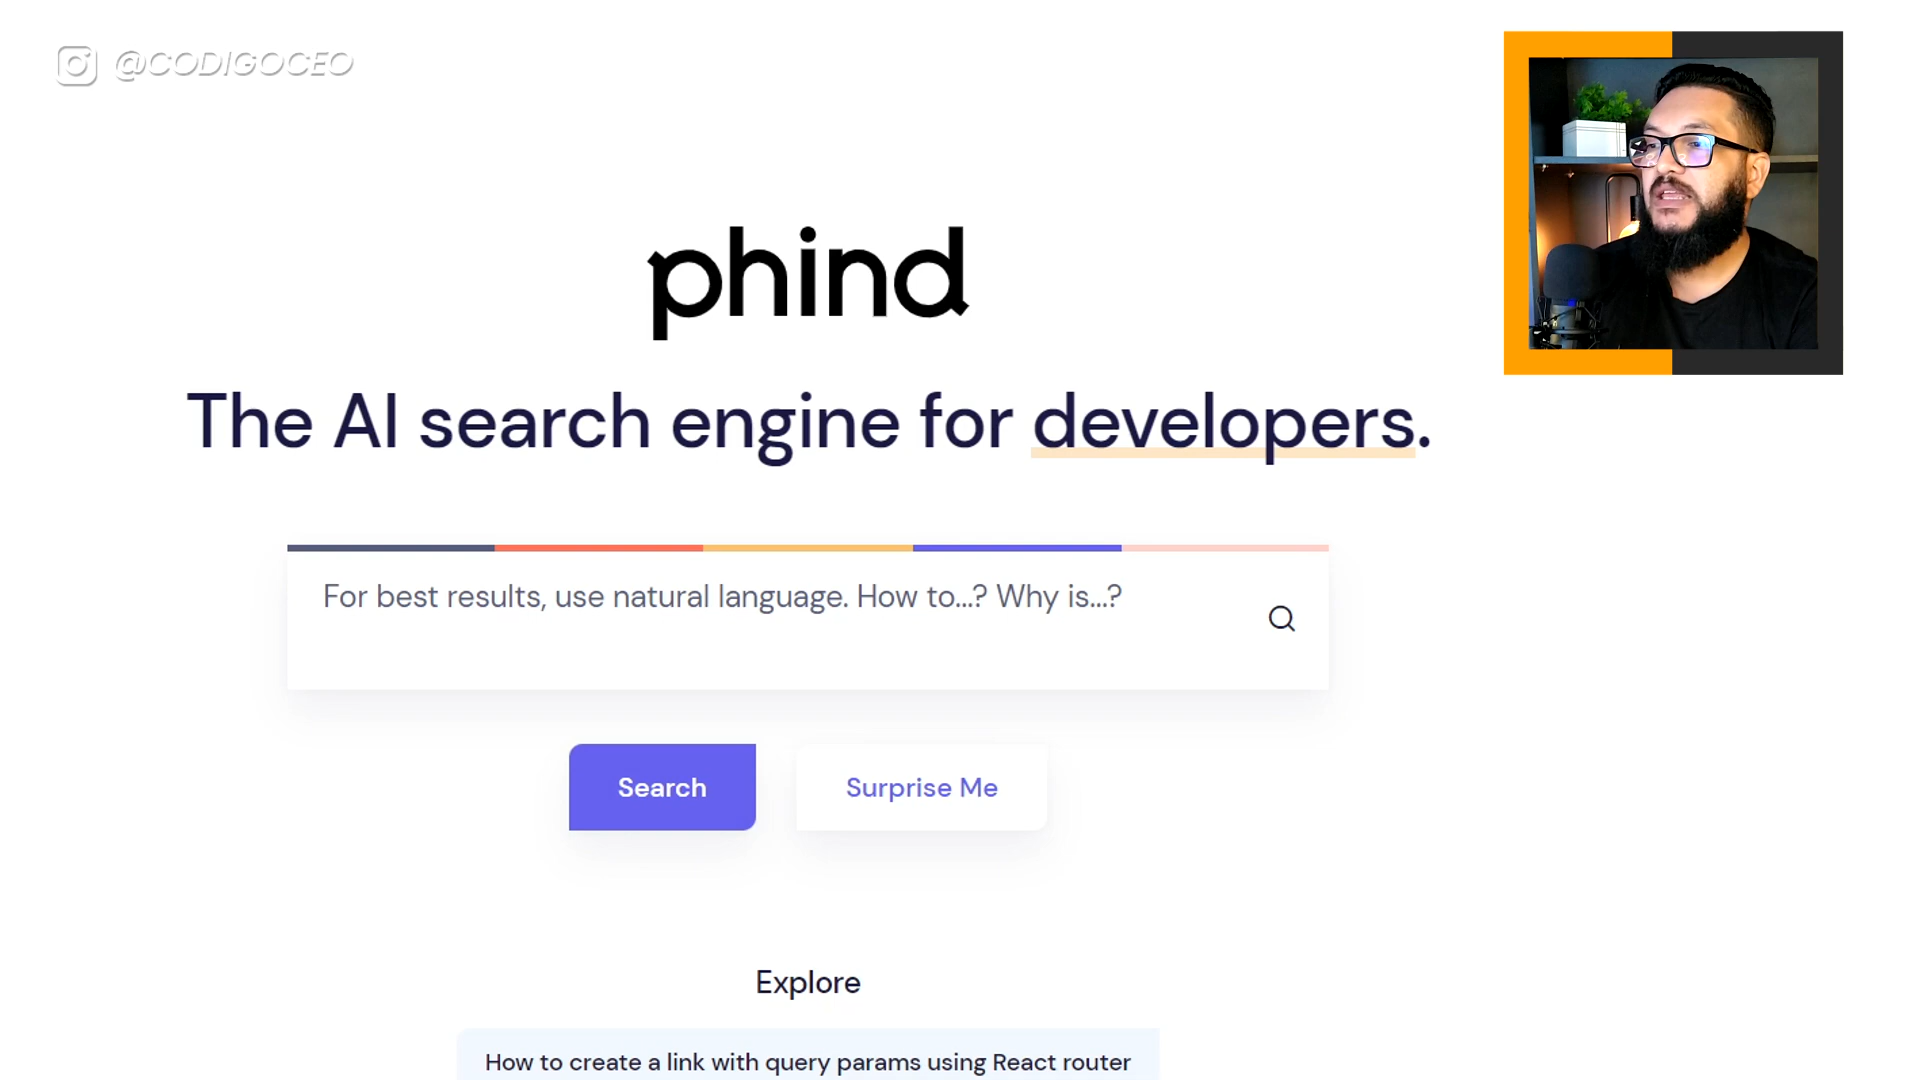 @CODIGOCEO
phind
The AI search engine for developers.
For best results, use natural language. How to...? Why is...?
Search
Surprise Me
Explore
How to create a link with query params using React router